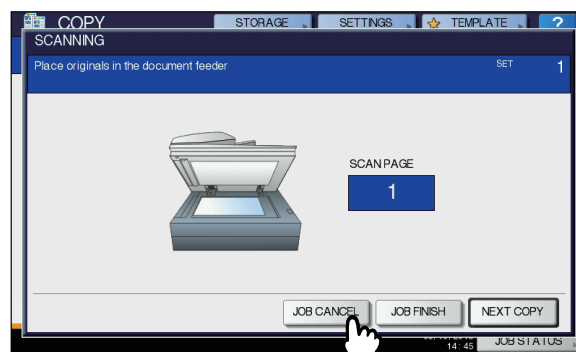 COPY
STORAGE
SETTINGS
TEMPLATE
?
SCANNING
Place originals in the document feeder
SET
1
SCAN PAGE
1
JOB CANCEL
JOB FINISH
NEXT COPY
14:45
JOB STATUS